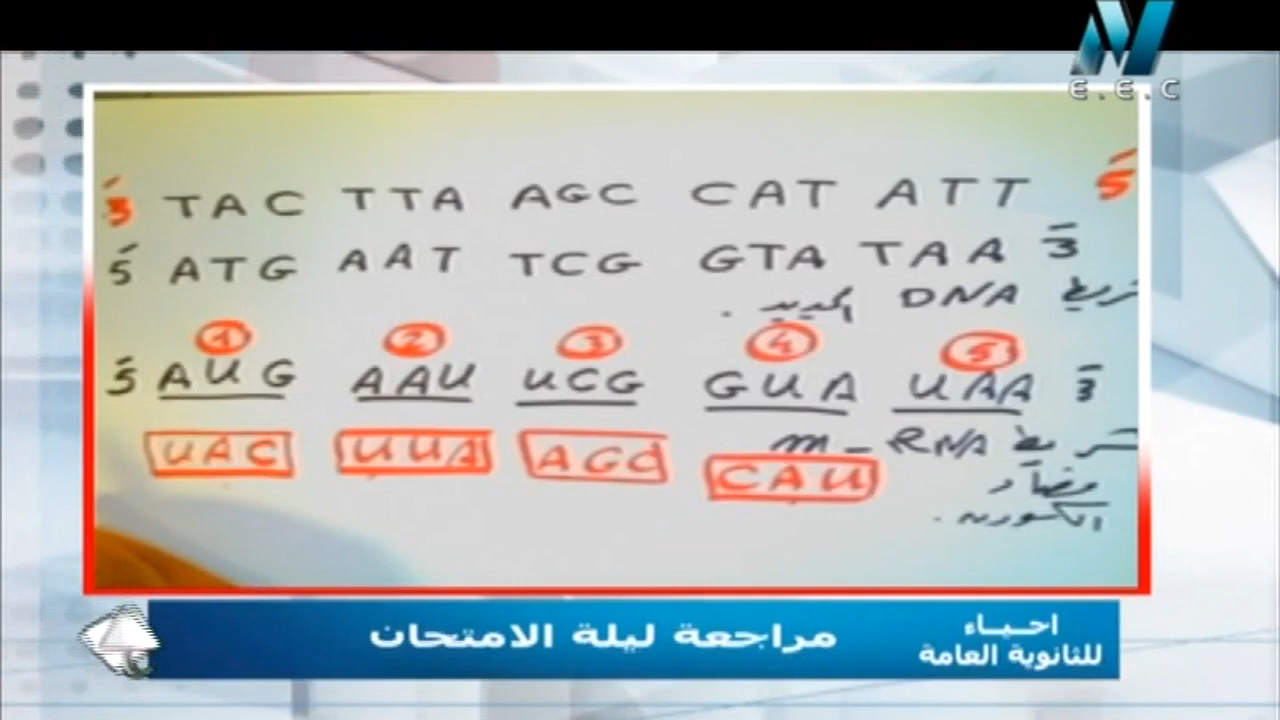 E.E.C
3̄ TAC TTA AGC CAT ATT 5̄
5̄ ATG AAT TCG GTA TAA 3̄
شريط DNA الجديد .
① ② ③ ④ ⑤
5̄ AUG AAU UCG GUA UAA 3̄
شريط m-RNA
UAC UUA AGC CAU
مضاد
الكودون .
احياء
للثانوية العامة
مراجعة ليلة الامتحان